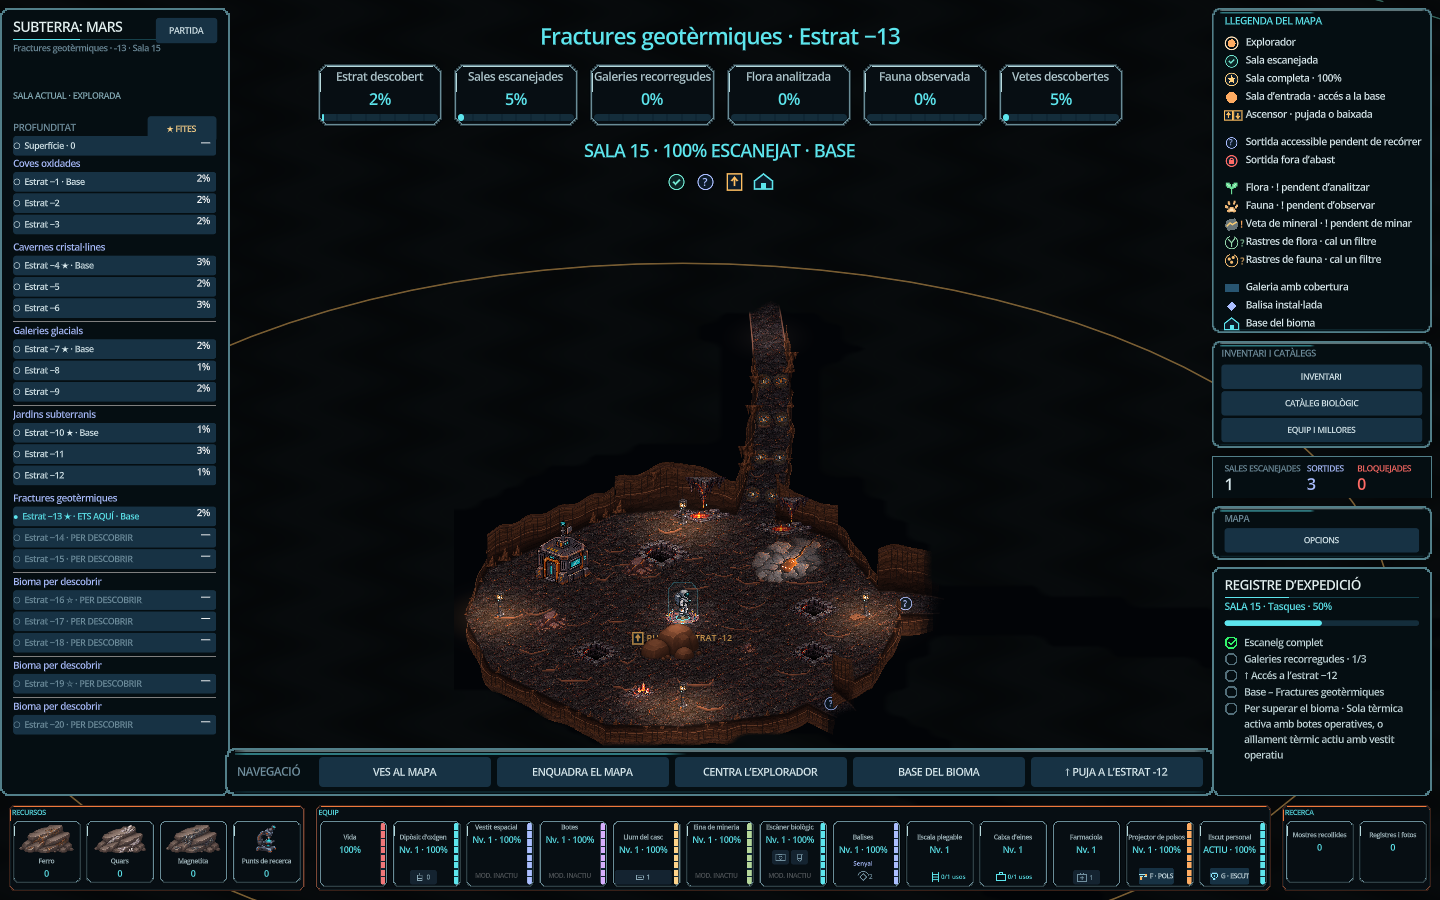 SUBTERRA: MARS
PARTIDA
Fractures geotèrmiques · -13 · Sala 15
SALA ACTUAL · EXPLORADA
PROFUNDITAT
★ FITES
Superfície · 0 —
Coves oxidades
Estrat −1 · Base 2%
Estrat −2 2%
Estrat −3 2%
Cavernes cristal·lines
Estrat −4 ★ · Base 3%
Estrat −5 2%
Estrat −6 3%
Galeries glacials
Estrat −7 ★ · Base 2%
Estrat −8 1%
Estrat −9 2%
Jardins subterranis
Estrat −10 ★ · Base 1%
Estrat −11 3%
Estrat −12 1%
Fractures geotèrmiques
Estrat −13 ★ · ETS AQUÍ · Base 2%
Estrat −14 · PER DESCOBRIR —
Estrat −15 · PER DESCOBRIR —
Bioma per descobrir
Estrat −16 ☆ · PER DESCOBRIR —
Estrat −17 · PER DESCOBRIR —
Estrat −18 · PER DESCOBRIR —
Bioma per descobrir
Estrat −19 ☆ · PER DESCOBRIR —
Bioma per descobrir
Estrat −20 · PER DESCOBRIR —
Fractures geotèrmiques · Estrat −13
Estrat descobert 2%
Sales escanejades 5%
Galeries recorregudes 0%
Flora analitzada 0%
Fauna observada 0%
Vetes descobertes 5%
SALA 15 · 100% ESCANEJAT · BASE
?
?
?
ESTRAT −12
NAVEGACIÓ
VES AL MAPA
ENQUADRA EL MAPA
CENTRA L'EXPLORADOR
BASE DEL BIOMA
↑ PUJA A L'ESTRAT -12
LLEGENDA DEL MAPA
Explorador
Sala escanejada
Sala completa · 100%
Sala d'entrada · accés a la base
Ascensor · pujada o baixada
? Sortida accessible pendent de recórrer
Sortida fora d'abast
Flora · ! pendent d'analitzar
Fauna · ! pendent d'observar
! Veta de mineral · ! pendent de minar
? Rastres de flora · cal un filtre
? Rastres de fauna · cal un filtre
Galeria amb cobertura
Balisa instal·lada
Base del bioma
INVENTARI I CATÀLEGS
INVENTARI
CATÀLEG BIOLÒGIC
EQUIP I MILLORES
SALES ESCANEJADES SORTIDES BLOQUEJADES
1 3 0
MAPA
OPCIONS
REGISTRE D'EXPEDICIÓ
SALA 15 · Tasques · 50%
Escaneig complet
Galeries recorregudes · 1/3
↑ Accés a l'estrat −12
Base – Fractures geotèrmiques
Per superar el bioma · Sola tèrmica
activa amb botes operatives, o
aïllament tèrmic actiu amb vestit
operatiu
RECURSOS
Ferro 0
Quars 0
Magnetita 0
Punts de recerca 0
EQUIP
Vida 100%
Dipòsit d'oxigen Nv. 1 · 100% 0
Vestit espacial Nv. 1 · 100% MOD. INACTIU
Botes Nv. 1 · 100% MOD. INACTIU
Llum del casc Nv. 1 · 100% 1
Eina de mineria Nv. 1 · 100% MOD. INACTIU
Escàner biològic Nv. 1 · 100% MOD. INACTIU
Balises Nv. 1 · 100% Senyal 2
Escala plegable Nv. 1 0/1 usos
Caixa d'eines Nv. 1 0/1 usos
Farmaciola Nv. 1 1
Projector de polsos Nv. 1 · 100% F · POLS
Escut personal ACTIU · 100% G · ESCUT
RECERCA
Mostres recollides 0
Registres i fotos 0